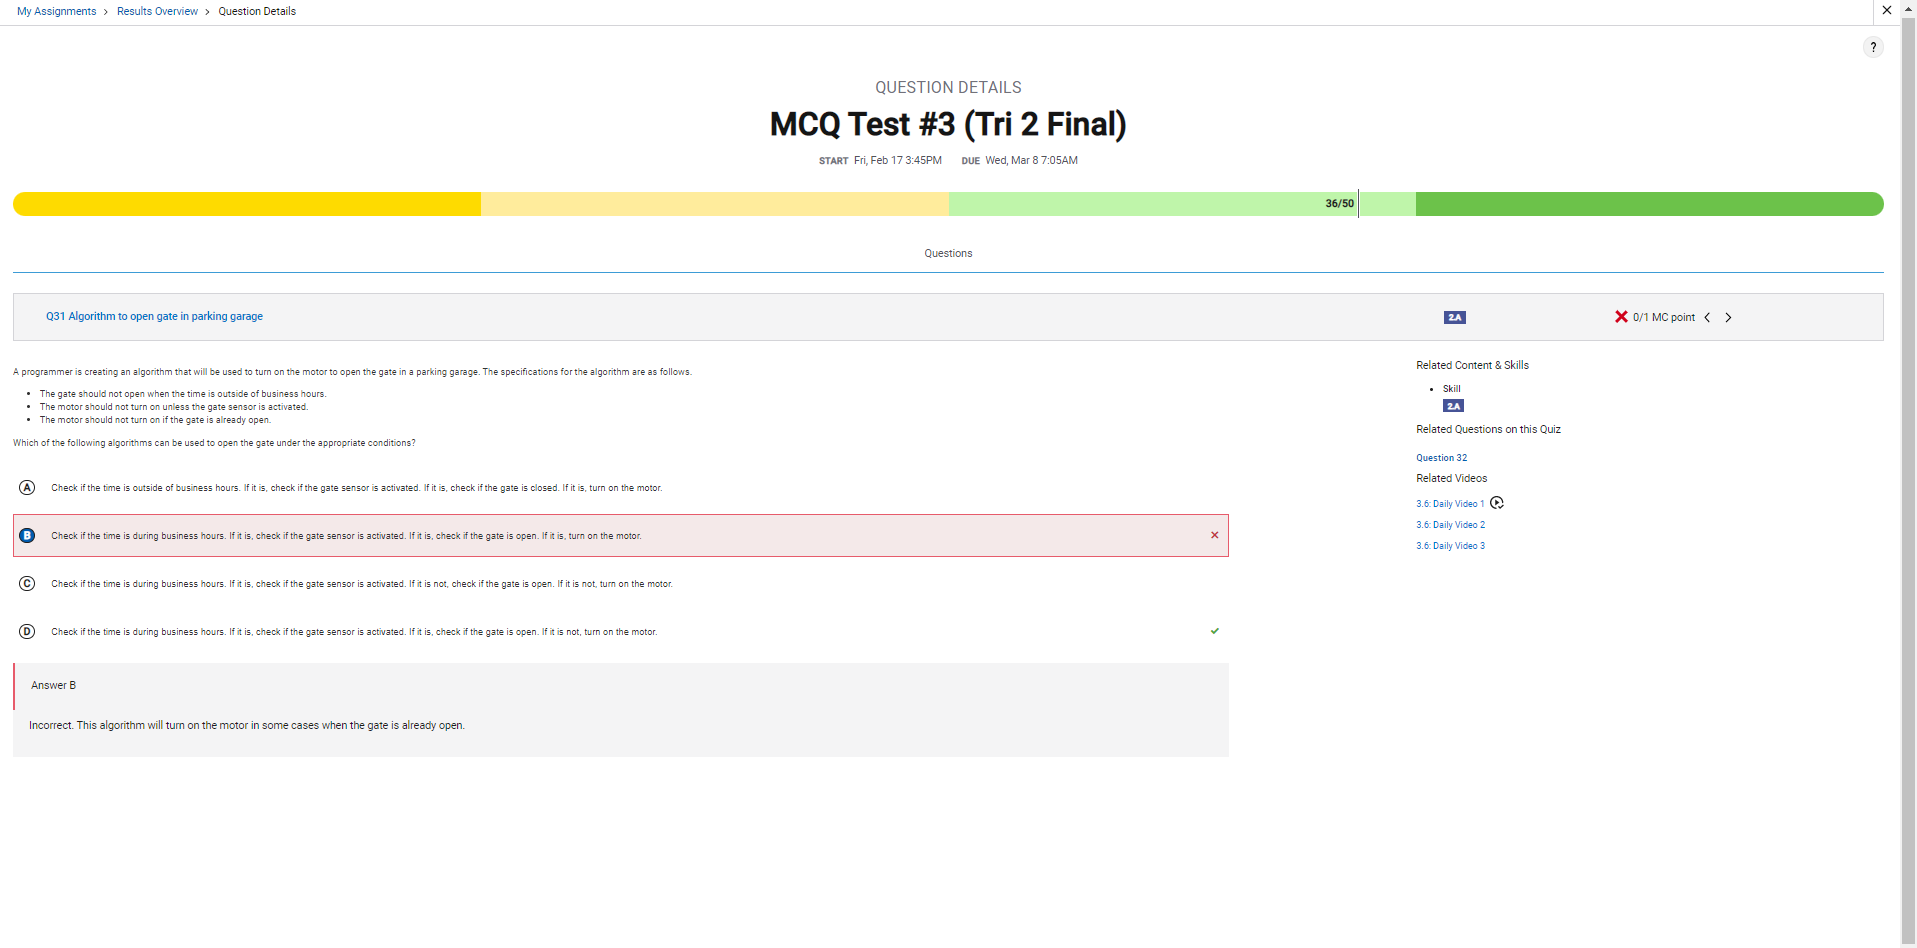 My Assignments > Results Overview > Question Details
?
QUESTION DETAILS
MCQ Test #3 (Tri 2 Final)
START Fri, Feb 17 3:45PM DUE Wed, Mar 8 7:05AM
36/50
Questions
Q31 Algorithm to open gate in parking garage 2.A 0/1 MC point
A programmer is creating an algorithm that will be used to turn on the motor to open the gate in a parking garage. The specifications for the algorithm are as follows.
• The gate should not open when the time is outside of business hours.
• The motor should not turn on unless the gate sensor is activated.
• The motor should not turn on if the gate is already open.
Which of the following algorithms can be used to open the gate under the appropriate conditions?
A Check if the time is outside of business hours. If it is, check if the gate sensor is activated. If it is, check if the gate is closed. If it is, turn on the motor.
B Check if the time is during business hours. If it is, check if the gate sensor is activated. If it is, check if the gate is open. If it is, turn on the motor.
C Check if the time is during business hours. If it is, check if the gate sensor is activated. If it is not, check if the gate is open. If it is not, turn on the motor.
D Check if the time is during business hours. If it is, check if the gate sensor is activated. If it is, check if the gate is open. If it is not, turn on the motor.
Answer B
Incorrect. This algorithm will turn on the motor in some cases when the gate is already open.
Related Content & Skills
• Skill
2.A
Related Questions on this Quiz
Question 32
Related Videos
3.6: Daily Video 1
3.6: Daily Video 2
3.6: Daily Video 3